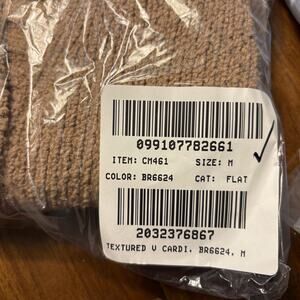 099107782661
ITEM: CM461 SIZE: M
COLOR: BR6624 CAT: FLAT
2032376867
TEXTURED V CARDI, BR6624, M